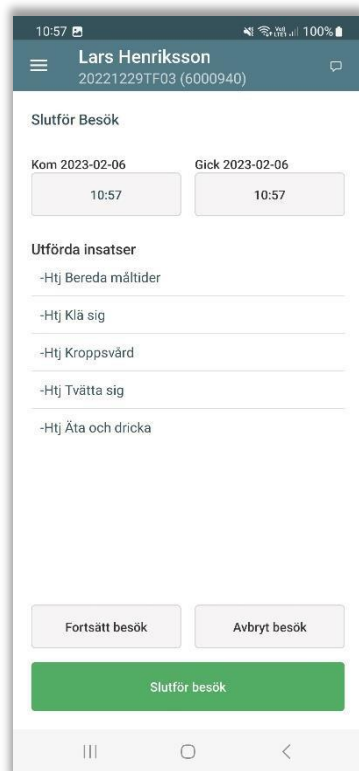 10:57 100%
Lars Henriksson
20221229TF03 (6000940)
Slutför Besök
Kom 2023-02-06 Gick 2023-02-06
10:57 10:57
Utförda insatser
-Htj Bereda måltider
-Htj Klä sig
-Htj Kroppsvård
-Htj Tvätta sig
-Htj Äta och dricka
Fortsätt besök Avbryt besök
Slutför besök